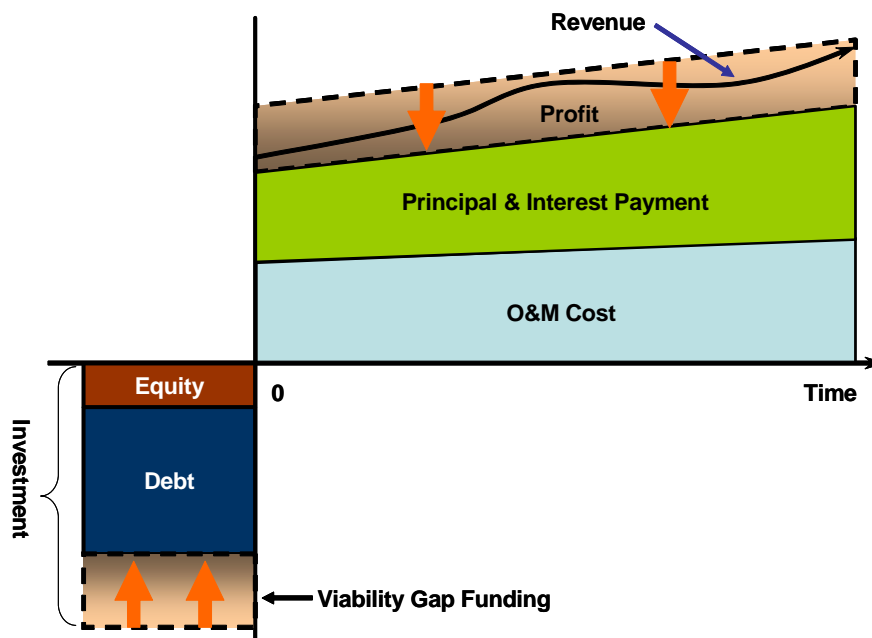 Revenue
Profit
Principal & Interest Payment
O&M Cost
Equity
0
Time
Investment
Debt
Viability Gap Funding